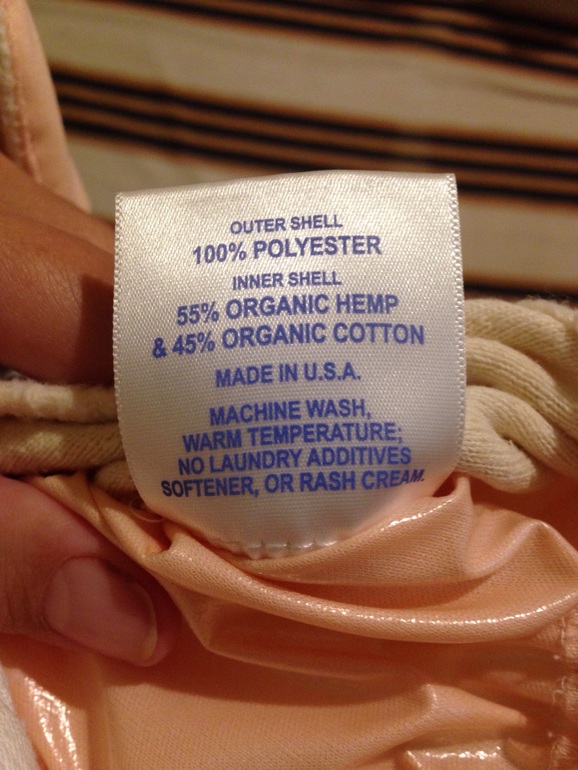 OUTER SHELL
100% POLYESTER
INNER SHELL
55% ORGANIC HEMP
& 45% ORGANIC COTTON
MADE IN U.S.A.
MACHINE WASH,
WARM TEMPERATURE;
NO LAUNDRY ADDITIVES
SOFTENER, OR RASH CREAM.